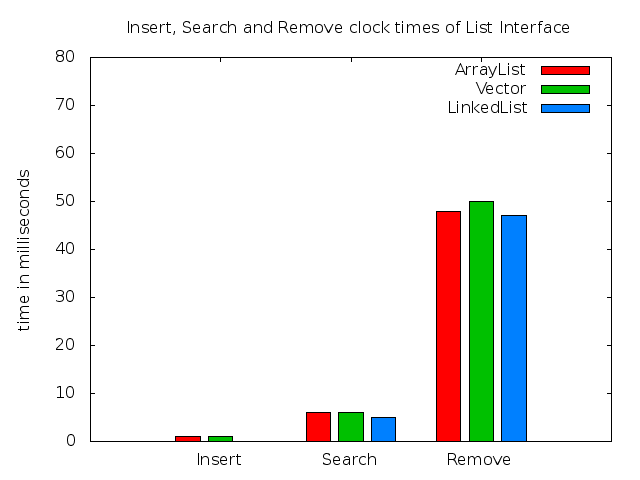 Insert, Search and Remove clock times of List Interface
80
70
60
50
40
30
20
10
0
time in milliseconds
ArrayList
Vector
LinkedList
Insert
Search
Remove